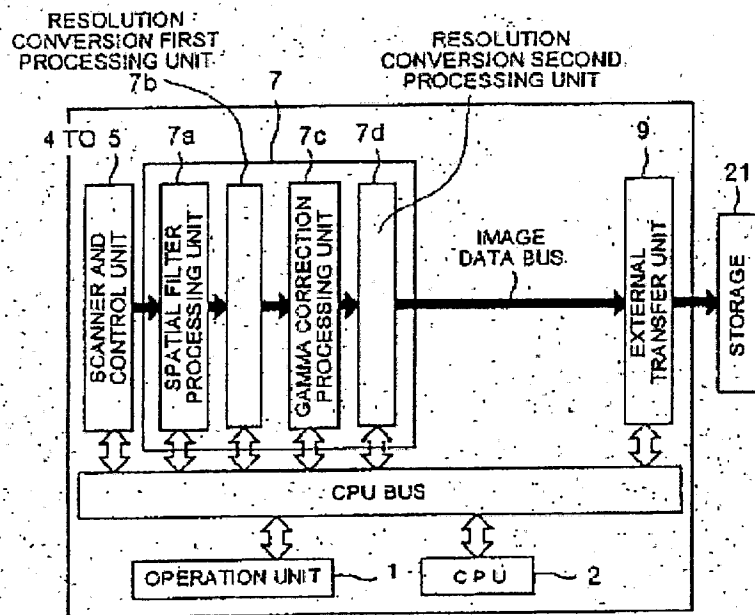 RESOLUTION
CONVERSION FIRST
PROCESSING UNIT
7b
7
RESOLUTION
CONVERSION SECOND
PROCESSING UNIT
4 TO 5
7a
7c
7d
9
21
SCANNER AND
CONTROL UNIT
SPATIAL FILTER
PROCESSING UNIT
GAMMA CORRECTION
PROCESSING UNIT
IMAGE
DATA BUS
EXTERNAL
TRANSFER UNIT
STORAGE
CPU BUS
OPERATION UNIT
1
CPU
2